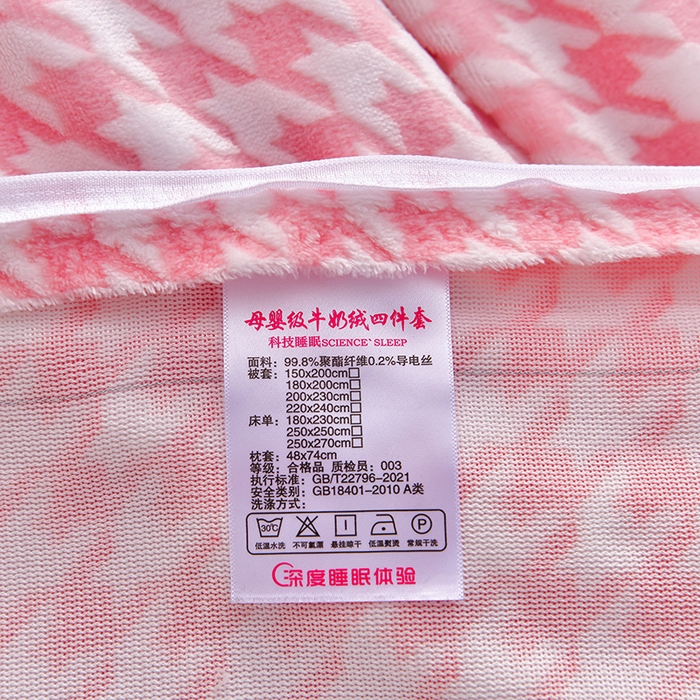 母婴级牛奶绒四件套
科技睡眠SCIENCE` SLEEP
面料：99.8%聚酯纤维0.2%导电丝
被套：150x200cm□
180x200cm□
200x230cm□
220x240cm□
床单：180x230cm□
250x250cm□
250x270cm□
枕套：48x74cm
等级：合格品 质检员：003
执行标准：GB/T22796-2021
安全类别：GB18401-2010 A类
洗涤方式：
30℃ P
低温水洗 不可氯漂 悬挂晾干 低温熨烫 常规干洗
深度睡眠体验